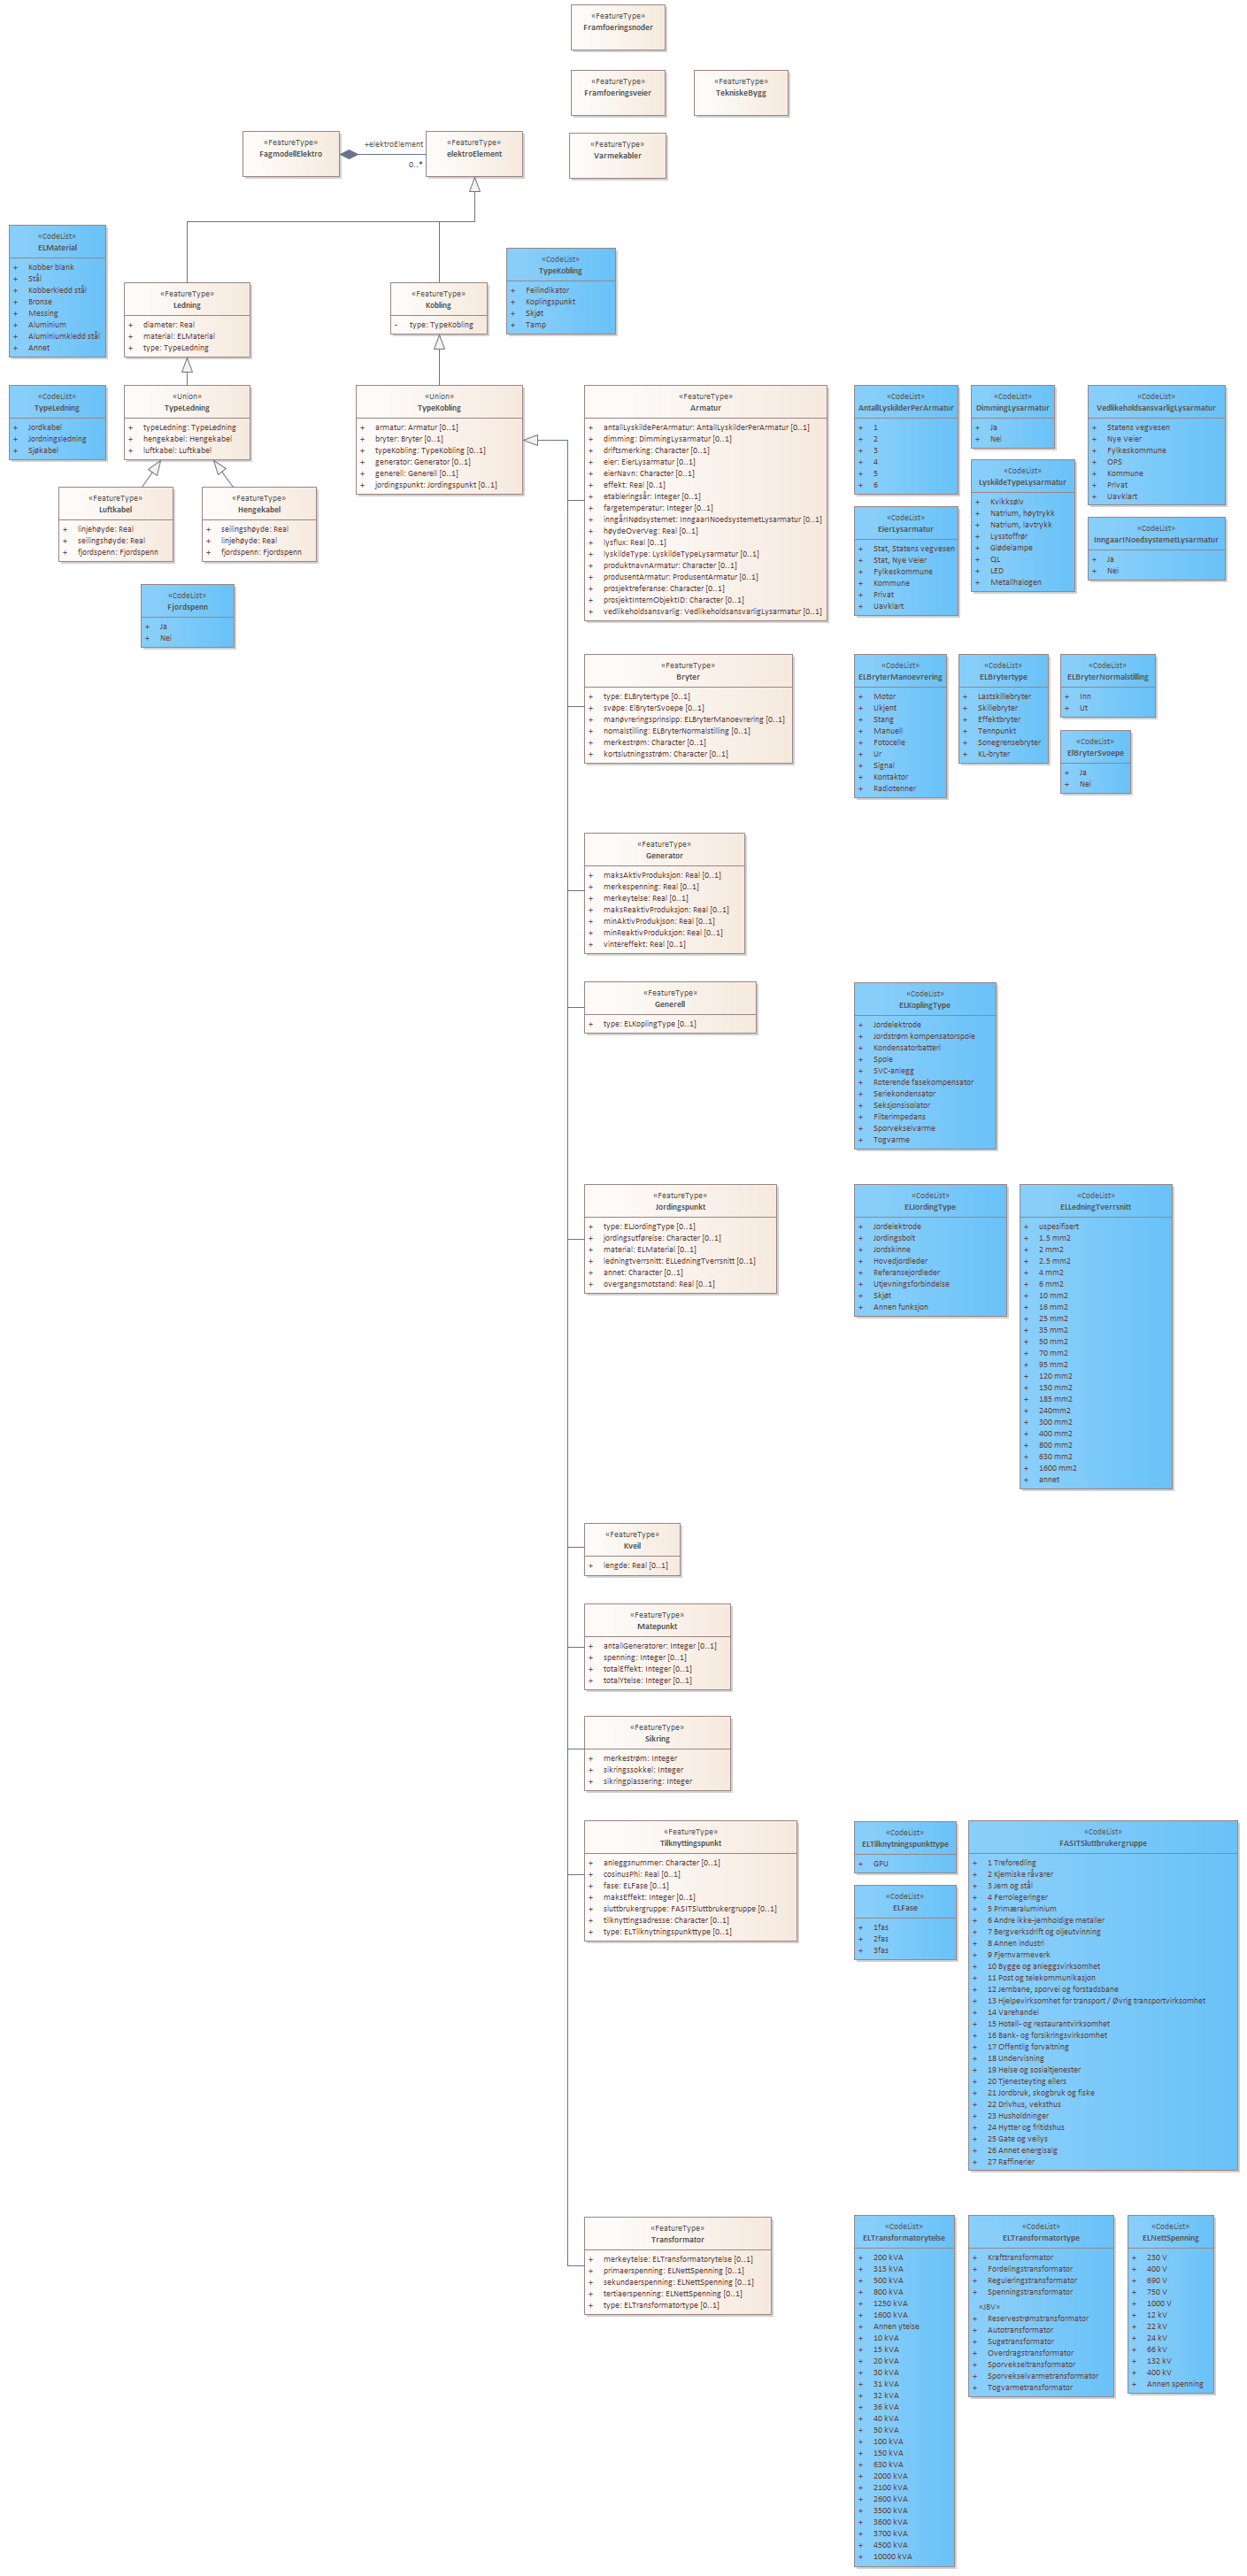 «FeatureType»
Framfoeringsnoder
«FeatureType»
Framfoeringsveier
«FeatureType»
TekniskeBygg
«FeatureType»
FagmodellElektro
+elektroElement
0..*
«FeatureType»
elektroElement
«FeatureType»
Varmekabler
«CodeList»
ELMaterial
+ Kobber blank
+ Stål
+ Kobberkledd stål
+ Bronse
+ Messing
+ Aluminium
+ Aluminiumkledd stål
+ Annet
«FeatureType»
Ledning
+ diameter: Real
+ material: ELMaterial
+ type: TypeLedning
«FeatureType»
Kobling
- type: TypeKobling
«CodeList»
TypeKobling
+ Feilindikator
+ Koplingspunkt
+ Skjøt
+ Tamp
«CodeList»
TypeLedning
+ Jordkabel
+ Jordningsledning
+ Sjøkabel
«Union»
TypeLedning
+ typeLedning: TypeLedning
+ hengekabel: Hengekabel
+ luftkabel: Luftkabel
«Union»
TypeKobling
+ armatur: Armatur [0..1]
+ bryter: Bryter [0..1]
+ typeKobling: TypeKobling [0..1]
+ generator: Generator [0..1]
+ generell: Generell [0..1]
+ jordingspunkt: Jordingspunkt [0..1]
«FeatureType»
Armatur
+ antallLyskildePerArmatur: AntallLyskilderPerArmatur [0..1]
+ dimming: DimmingLysarmatur [0..1]
+ driftsmerking: Character [0..1]
+ eier: EierLysarmatur [0..1]
+ eierNavn: Character [0..1]
+ effekt: Real [0..1]
+ etableringsår: Integer [0..1]
+ fargetemperatur: Integer [0..1]
+ inngårINødsystemet: InngaarINoedsystemetLysarmatur [0..1]
+ høydeOverVeg: Real [0..1]
+ lysflux: Real [0..1]
+ lyskildeType: LyskildeTypeLysarmatur [0..1]
+ produktnavnArmatur: Character [0..1]
+ produsentArmatur: ProdusentArmatur [0..1]
+ prosjektreferanse: Character [0..1]
+ prosjektInternObjektID: Character [0..1]
+ vedlikeholdsansvarlig: VedlikeholdsansvarligLysarmatur [0..1]
«CodeList»
AntallLyskilderPerArmatur
+ 1
+ 2
+ 3
+ 4
+ 5
+ 6
«CodeList»
DimmingLysarmatur
+ Ja
+ Nei
«CodeList»
VedlikeholdsansvarligLysarmatur
+ Statens vegvesen
+ Nye Veier
+ Fylkeskommune
+ OPS
+ Kommune
+ Privat
+ Uavklart
«CodeList»
LyskildeTypeLysarmatur
+ Kvikksølv
+ Natrium, høytrykk
+ Natrium, lavtrykk
+ Lysstoffrør
+ Glødelampe
+ QL
+ LED
+ Metallhalogen
«CodeList»
EierLysarmatur
+ Stat, Statens vegvesen
+ Stat, Nye Veier
+ Fylkeskommune
+ Kommune
+ Privat
+ Uavklart
«CodeList»
InngaarINoedsystemetLysarmatur
+ Ja
+ Nei
«FeatureType»
Luftkabel
+ linjehøyde: Real
+ seilingshøyde: Real
+ fjordspenn: Fjordspenn
«FeatureType»
Hengekabel
+ seilingshøyde: Real
+ linjehøyde: Real
+ fjordspenn: Fjordspenn
«CodeList»
Fjordspenn
+ Ja
+ Nei
«FeatureType»
Bryter
+ type: ELBrytertype [0..1]
+ svøpe: ElBryterSvoepe [0..1]
+ manøvreringsprinsipp: ELBryterManoevrering [0..1]
+ nomalstilling: ELBryterNormalstilling [0..1]
+ merkestrøm: Character [0..1]
+ kortslutningsstrøm: Character [0..1]
«CodeList»
ELBryterManoevrering
+ Motor
+ Ukjent
+ Stang
+ Manuell
+ Fotocelle
+ Ur
+ Signal
+ Kontaktor
+ Radiotenner
«CodeList»
ELBrytertype
+ Lastskillebryter
+ Skillebryter
+ Effektbryter
+ Tennpunkt
+ Sonegrensebryter
+ KL-bryter
«CodeList»
ELBryterNormalstilling
+ Inn
+ Ut
«CodeList»
ElBryterSvoepe
+ Ja
+ Nei
«FeatureType»
Generator
+ maksAktivProduksjon: Real [0..1]
+ merkespenning: Real [0..1]
+ merkeytelse: Real [0..1]
+ maksReaktivProduksjon: Real [0..1]
+ minAktivProdukjson: Real [0..1]
+ minReaktivProduksjon: Real [0..1]
+ vintereffekt: Real [0..1]
«FeatureType»
Generell
+ type: ELKoplingType [0..1]
«CodeList»
ELKoplingType
+ Jordelektrode
+ Jordstrøm kompensatorspole
+ Kondensatorbatteri
+ Spole
+ SVC-anlegg
+ Roterende fasekompensator
+ Seriekondensator
+ Seksjonsisolator
+ Filterimpedans
+ Sporvekselvarme
+ Togvarme
«FeatureType»
Jordingspunkt
+ type: ELJordingType [0..1]
+ jordingsutførelse: Character [0..1]
+ material: ELMaterial [0..1]
+ ledningtverrsnitt: ELLedningTverrsnitt [0..1]
+ annet: Character [0..1]
+ overgangsmotstand: Real [0..1]
«CodeList»
ELJordingType
+ Jordelektrode
+ Jordingsbolt
+ Jordskinne
+ Hovedjordleder
+ Referansejordleder
+ Utjevningsforbindelse
+ Skjøt
+ Annen funksjon
«CodeList»
ELLedningTverrsnitt
+ uspesifisert
+ 1.5 mm2
+ 2 mm2
+ 2.5 mm2
+ 4 mm2
+ 6 mm2
+ 10 mm2
+ 16 mm2
+ 25 mm2
+ 35 mm2
+ 50 mm2
+ 70 mm2
+ 95 mm2
+ 120 mm2
+ 150 mm2
+ 185 mm2
+ 240mm2
+ 300 mm2
+ 400 mm2
+ 800 mm2
+ 630 mm2
+ 1600 mm2
+ annet
«FeatureType»
Kveil
+ lengde: Real [0..1]
«FeatureType»
Matepunkt
+ antallGeneratorer: Integer [0..1]
+ spenning: Integer [0..1]
+ totalEffekt: Integer [0..1]
+ totalYtelse: Integer [0..1]
«FeatureType»
Sikring
+ merkestrøm: Integer
+ sikringssokkel: Integer
+ sikringplassering: Integer
«FeatureType»
Tilknyttingspunkt
+ anleggsnummer: Character [0..1]
+ cosinusPhi: Real [0..1]
+ fase: ELFase [0..1]
+ maksEffekt: Integer [0..1]
+ sluttbrukergruppe: FASITSluttbrukergruppe [0..1]
+ tilknyttingsadresse: Character [0..1]
+ type: ELTilknytningspunkttype [0..1]
«CodeList»
ELTilknytningspunkttype
+ GPU
«CodeList»
ELFase
+ 1fas
+ 2fas
+ 3fas
«CodeList»
FASITSluttbrukergruppe
+ 1 Treforedling
+ 2 Kjemiske råvarer
+ 3 Jern og stål
+ 4 Ferrolegeringer
+ 5 Primæraluminium
+ 6 Andre ikke-jernholdige metaller
+ 7 Bergverksdrift og oljeutvinning
+ 8 Annen industri
+ 9 Fjernvarmeverk
+ 10 Bygge og anleggsvirksomhet
+ 11 Post og telekommunikasjon
+ 12 Jernbane, sporvei og forstadsbane
+ 13 Hjelpevirksomhet for transport / Øvrig transportvirksomhet
+ 14 Varehandel
+ 15 Hotell- og restaurantvirksomhet
+ 16 Bank- og forsikringsvirksomhet
+ 17 Offentlig forvaltning
+ 18 Undervisning
+ 19 Helse og sosialtjenester
+ 20 Tjenesteyting ellers
+ 21 Jordbruk, skogbruk og fiske
+ 22 Drivhus, veksthus
+ 23 Husholdninger
+ 24 Hytter og fritidshus
+ 25 Gate og veilys
+ 26 Annet energisalg
+ 27 Raffinerier
«FeatureType»
Transformator
+ merkeytelse: ELTransformatorytelse [0..1]
+ primaerspenning: ELNettSpenning [0..1]
+ sekundaerspenning: ELNettSpenning [0..1]
+ tertiaerspenning: ELNettSpenning [0..1]
+ type: ELTransformatortype [0..1]
«CodeList»
ELTransformatorytelse
+ 200 kVA
+ 315 kVA
+ 500 kVA
+ 800 kVA
+ 1250 kVA
+ 1600 kVA
+ Annen ytelse
+ 10 kVA
+ 15 kVA
+ 20 kVA
+ 30 kVA
+ 31 kVA
+ 32 kVA
+ 36 kVA
+ 40 kVA
+ 50 kVA
+ 100 kVA
+ 150 kVA
+ 630 kVA
+ 2000 kVA
+ 2100 kVA
+ 2600 kVA
+ 3500 kVA
+ 3600 kVA
+ 3700 kVA
+ 4500 kVA
+ 10000 kVA
«CodeList»
ELTransformatortype
+ Krafttransformator
+ Fordelingstransformator
+ Reguleringstransformator
+ Spenningstransformator
«JBV»
+ Reservestrømstransformator
+ Autotransformator
+ Sugetransformator
+ Overdragstransformator
+ Sporvekseltransformator
+ Sporvekselvarmetransformator
+ Togvarmetransformator
«CodeList»
ELNettSpenning
+ 230 V
+ 400 V
+ 690 V
+ 750 V
+ 1000 V
+ 12 kV
+ 22 kV
+ 24 kV
+ 66 kV
+ 132 kV
+ 400 kV
+ Annen spenning